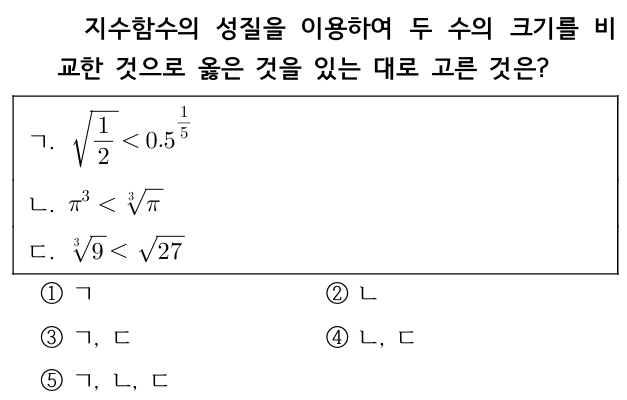 지수함수의 성질을 이용하여 두 수의 크기를 비
교한 것으로 옳은 것을 있는 대로 고른 것은?
ㄱ. $\sqrt{\frac{1}{2}} < 0.5^{\frac{1}{5}}$
ㄴ. $\pi^3 < \sqrt[3]{\pi}$
ㄷ. $\sqrt[3]{9} < \sqrt{27}$
① ㄱ ② ㄴ
③ ㄱ, ㄷ ④ ㄴ, ㄷ
⑤ ㄱ, ㄴ, ㄷ